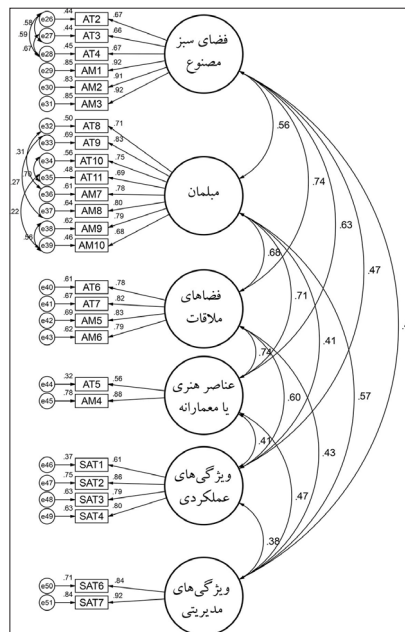 .44
e26 AT2 .67
.58
.44
e27 AT3 .66
.59
.45
e28 AT4 .67
.67
.85
e29 AM1 .92
.83
e30 AM2 .91
.85
e31 AM3 .92
فضای سبز
مصنوع
.56
.50
e32 AT8 .71
.69
e33 AT9 .83
.31
.56
e34 AT10 .75
.48
e35 AT11 .69
.27
.61
e36 AM7 .78
.64
e37 AM8 .80
.22
.62
e38 AM9 .79
.46
e39 AM10 .68
مبلمان
.74
.63
.47
.68
.71
.41
.57
.61
e40 AT6 .78
.67
e41 AT7 .82
.69
e42 AM5 .83
.62
e43 AM6 .79
فضاهای
ملاقات
.74
.60
.43
.32
e44 AT5 .56
.78
e45 AM4 .88
عناصر هنری
یا معمارانه
.41
.47
.37
e46 SAT1 .61
.75
e47 SAT2 .86
.63
e48 SAT3 .79
.63
e49 SAT4 .80
ویژگی‌های
عملکردی
.38
.71
e50 SAT6 .84
.84
e51 SAT7 .92
ویژگی‌های
مدیریتی